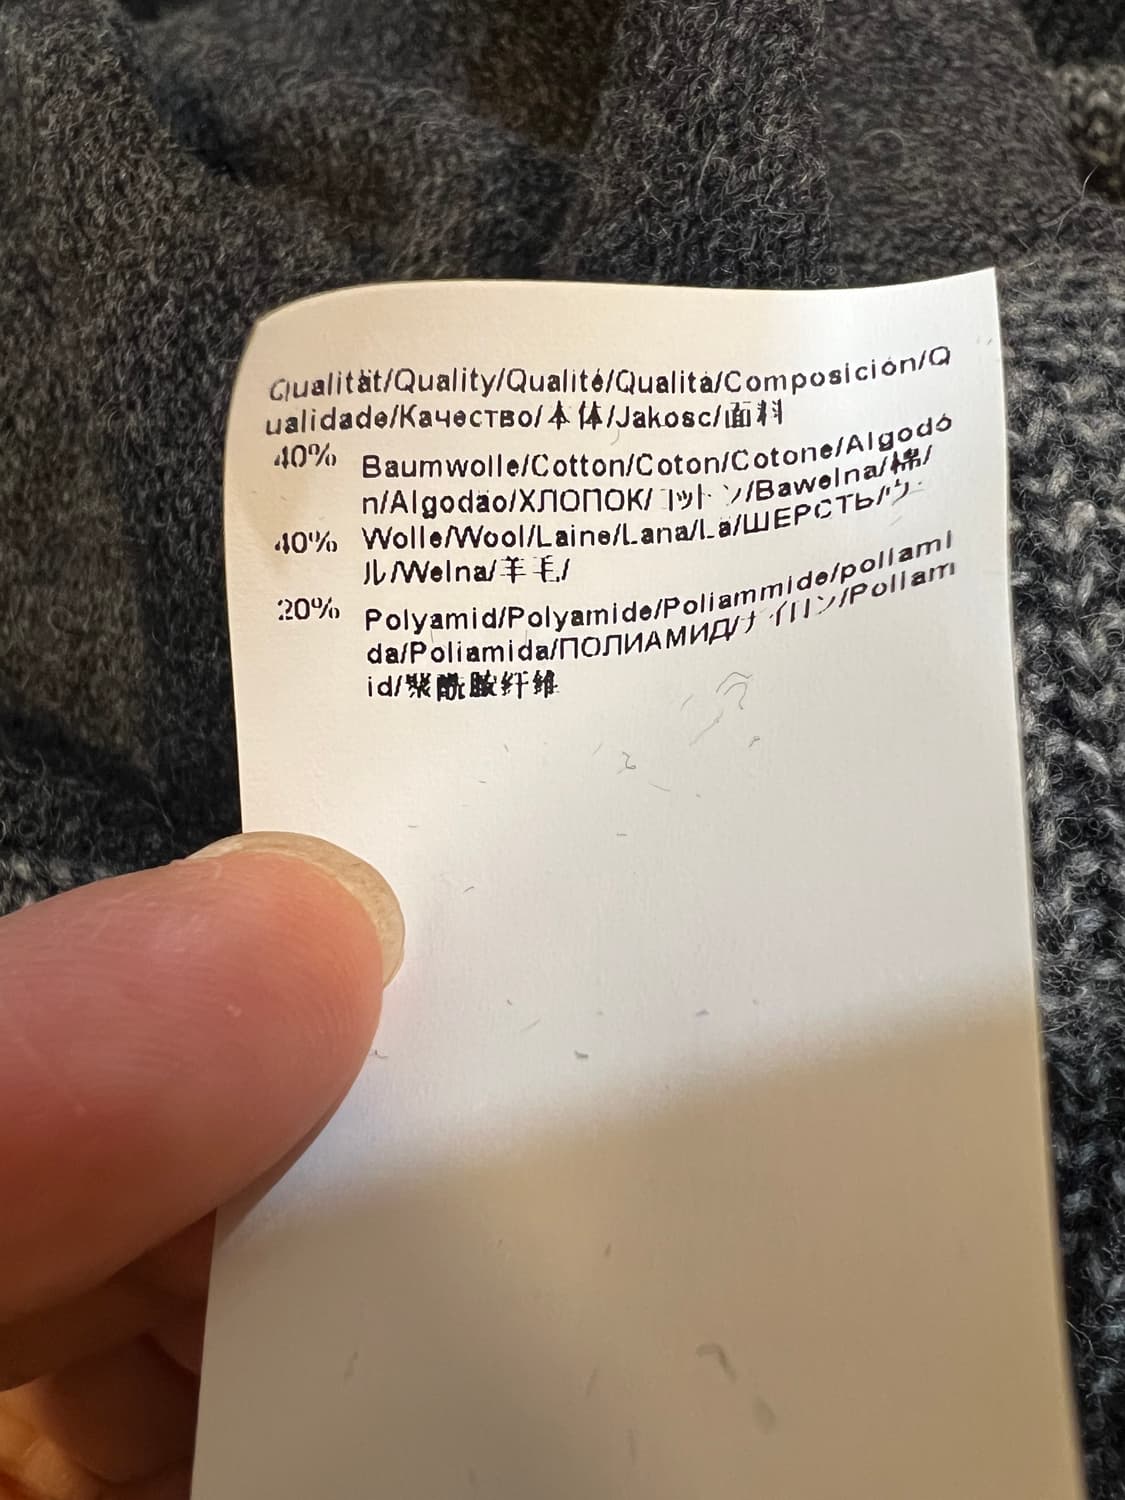 Qualität/Quality/Qualité/Qualità/Composición/Q
ualidade/Качество/本体/Jakosc/面料
40% Baumwolle/Cotton/Coton/Cotone/Algodó
n/Algodao/ХЛОПОК/コットン/Bawelna/棉/
40% Wolle/Wool/Laine/Lana/La/ШЕРСТЬ/ウー
ル/Welna/羊毛/
20% Polyamid/Polyamide/Poliammide/poliami
da/Poliamida/ПОЛИАМИД/ナイロン/Poliam
id/聚酰胺纤维